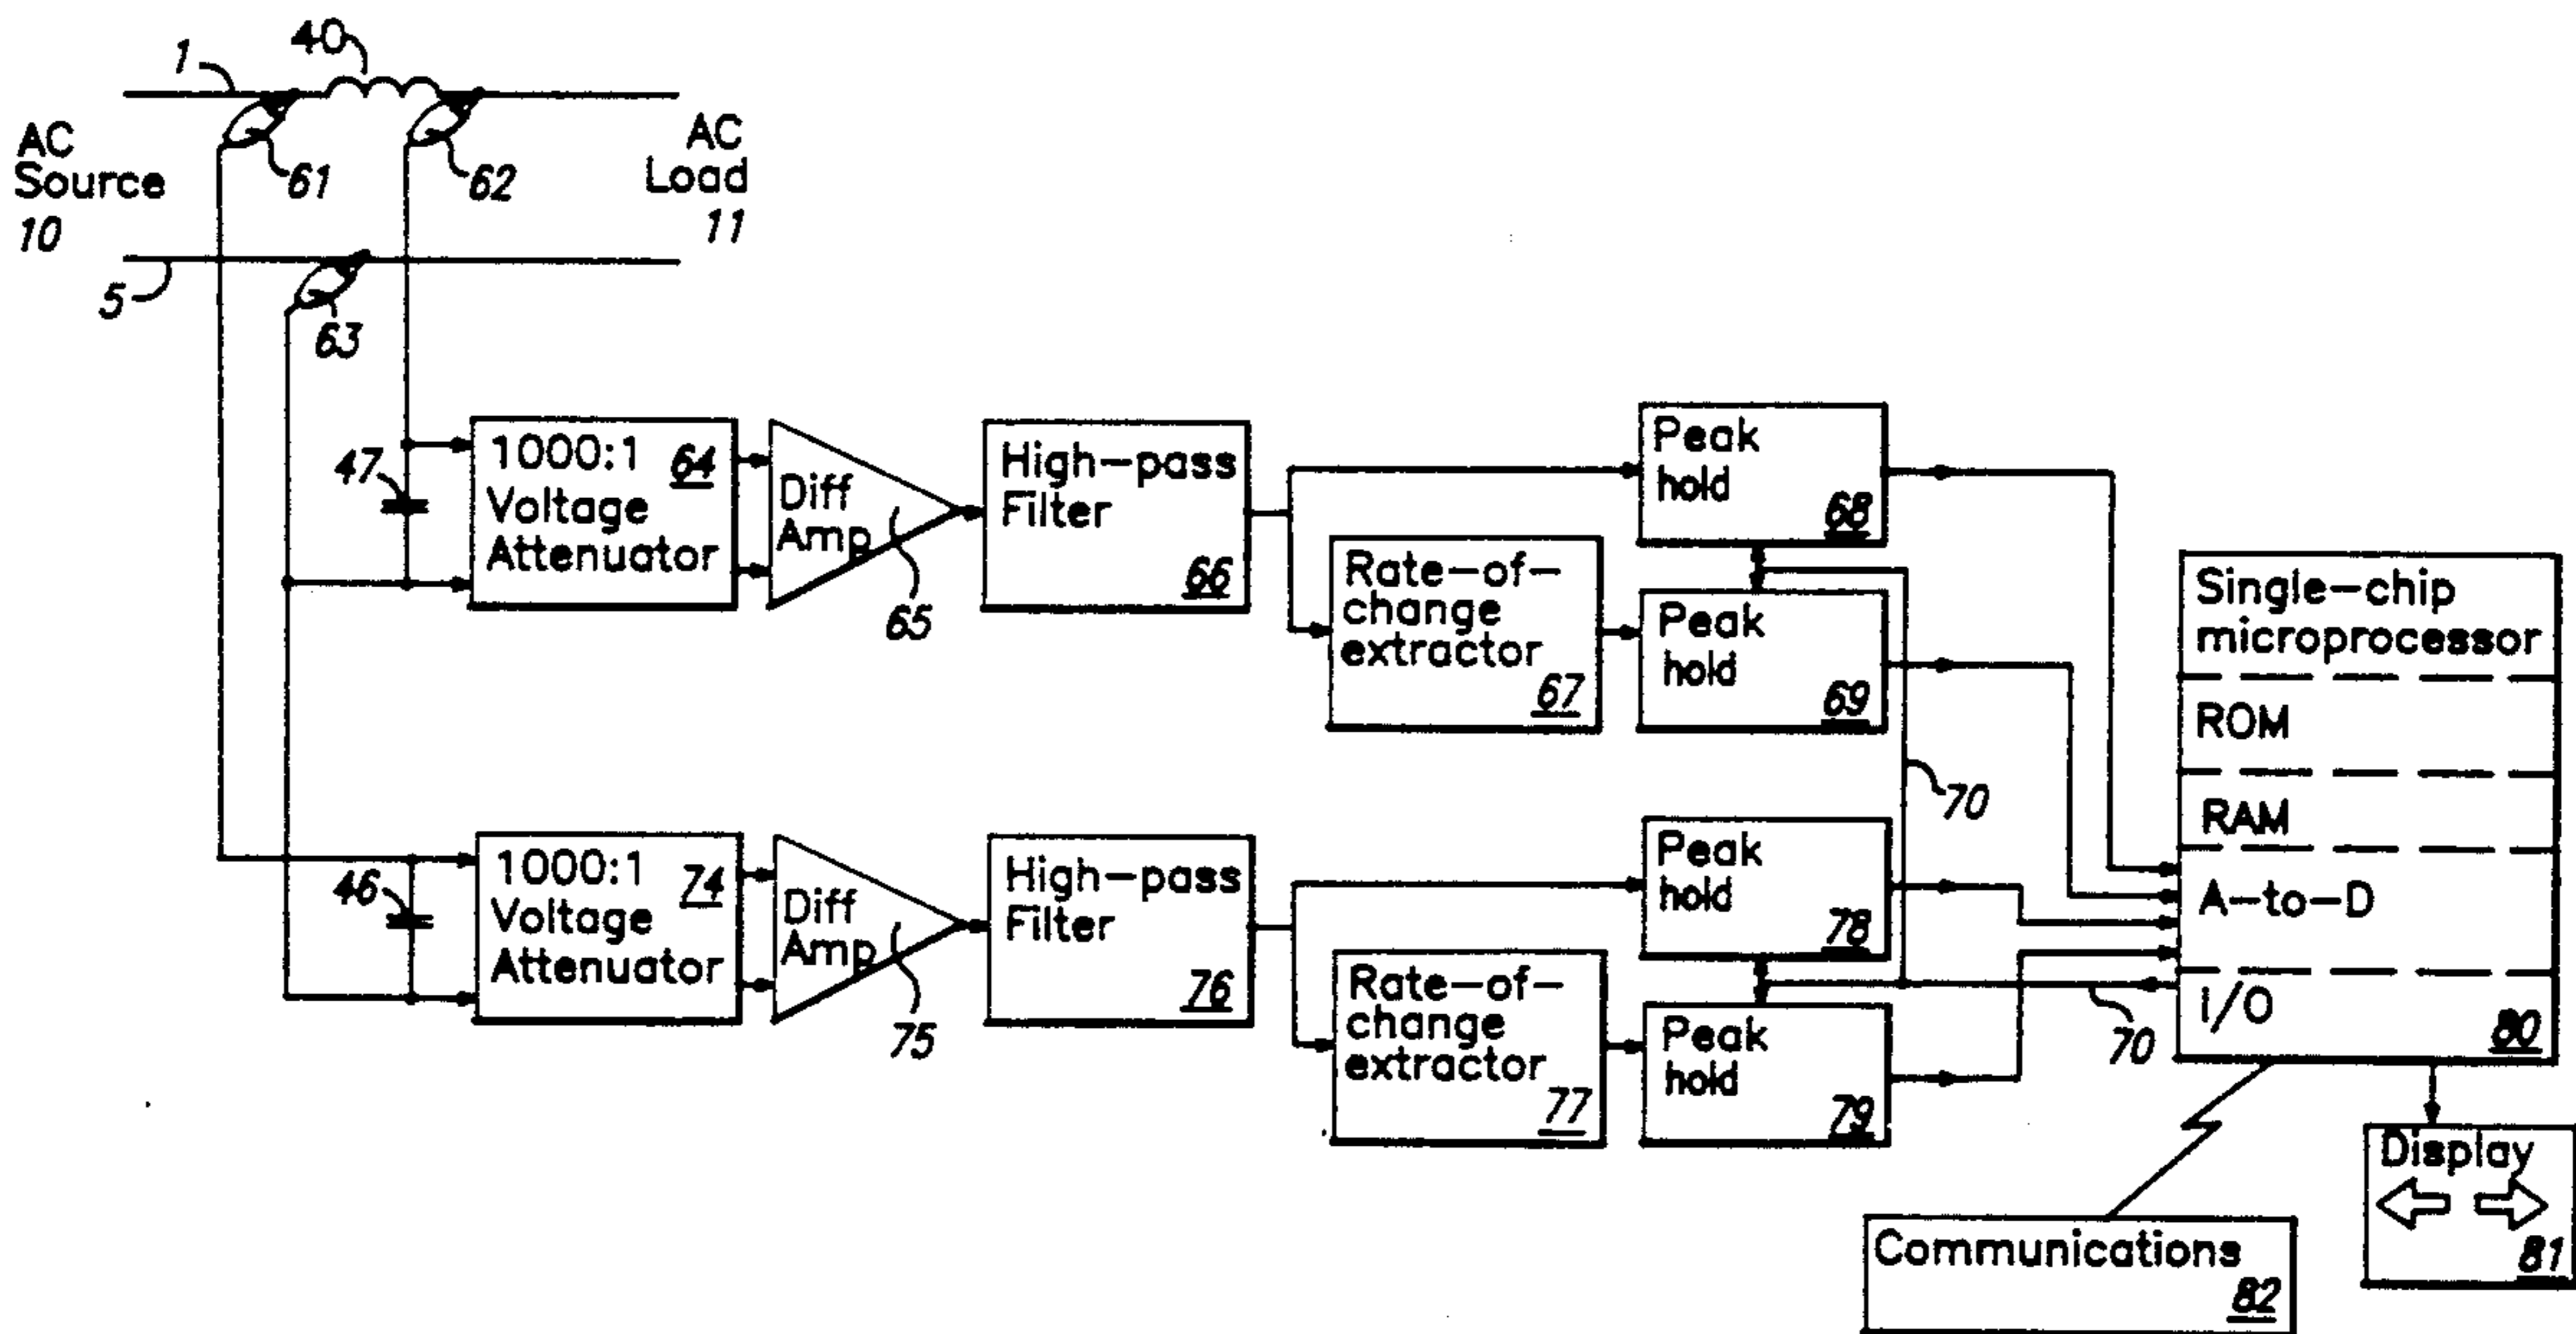 40
1
AC
Source
10
61
62
AC
Load
11
5
63
47
1000:1
Voltage
Attenuator
64
Diff
Amp
65
High-pass
Filter
66
Rate-of-
change
extractor
67
Peak
hold
68
Peak
hold
69
70
46
1000:1
Voltage
Attenuator
74
Diff
Amp
75
High-pass
Filter
76
Rate-of-
change
extractor
77
Peak
hold
78
Peak
hold
79
70
Single-chip
microprocessor
ROM
RAM
A-to-D
i/O
80
Display
81
Communications
82